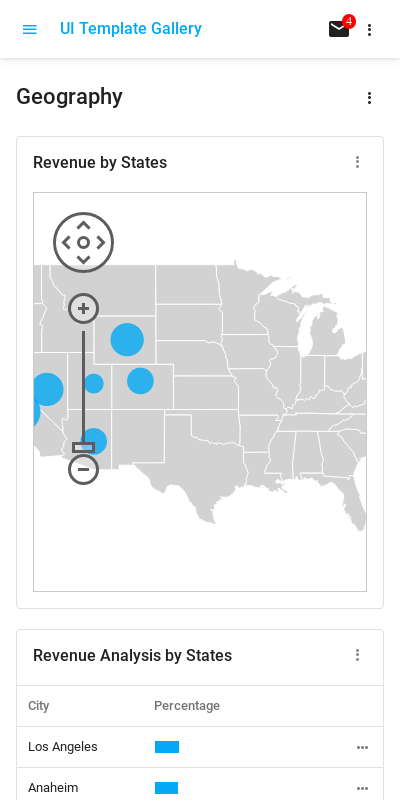 UI Template Gallery
4
Geography
Revenue by States
Revenue Analysis by States
City Percentage
Los Angeles
Anaheim